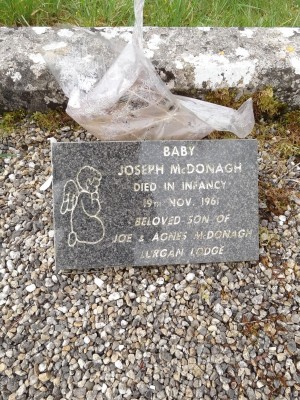 BABY
JOSEPH McDONAGH
DIED IN INFANCY
19TH NOV. 1961
BELOVED SON OF
JOE & AGNES McDONAGH
LURGAN LODGE